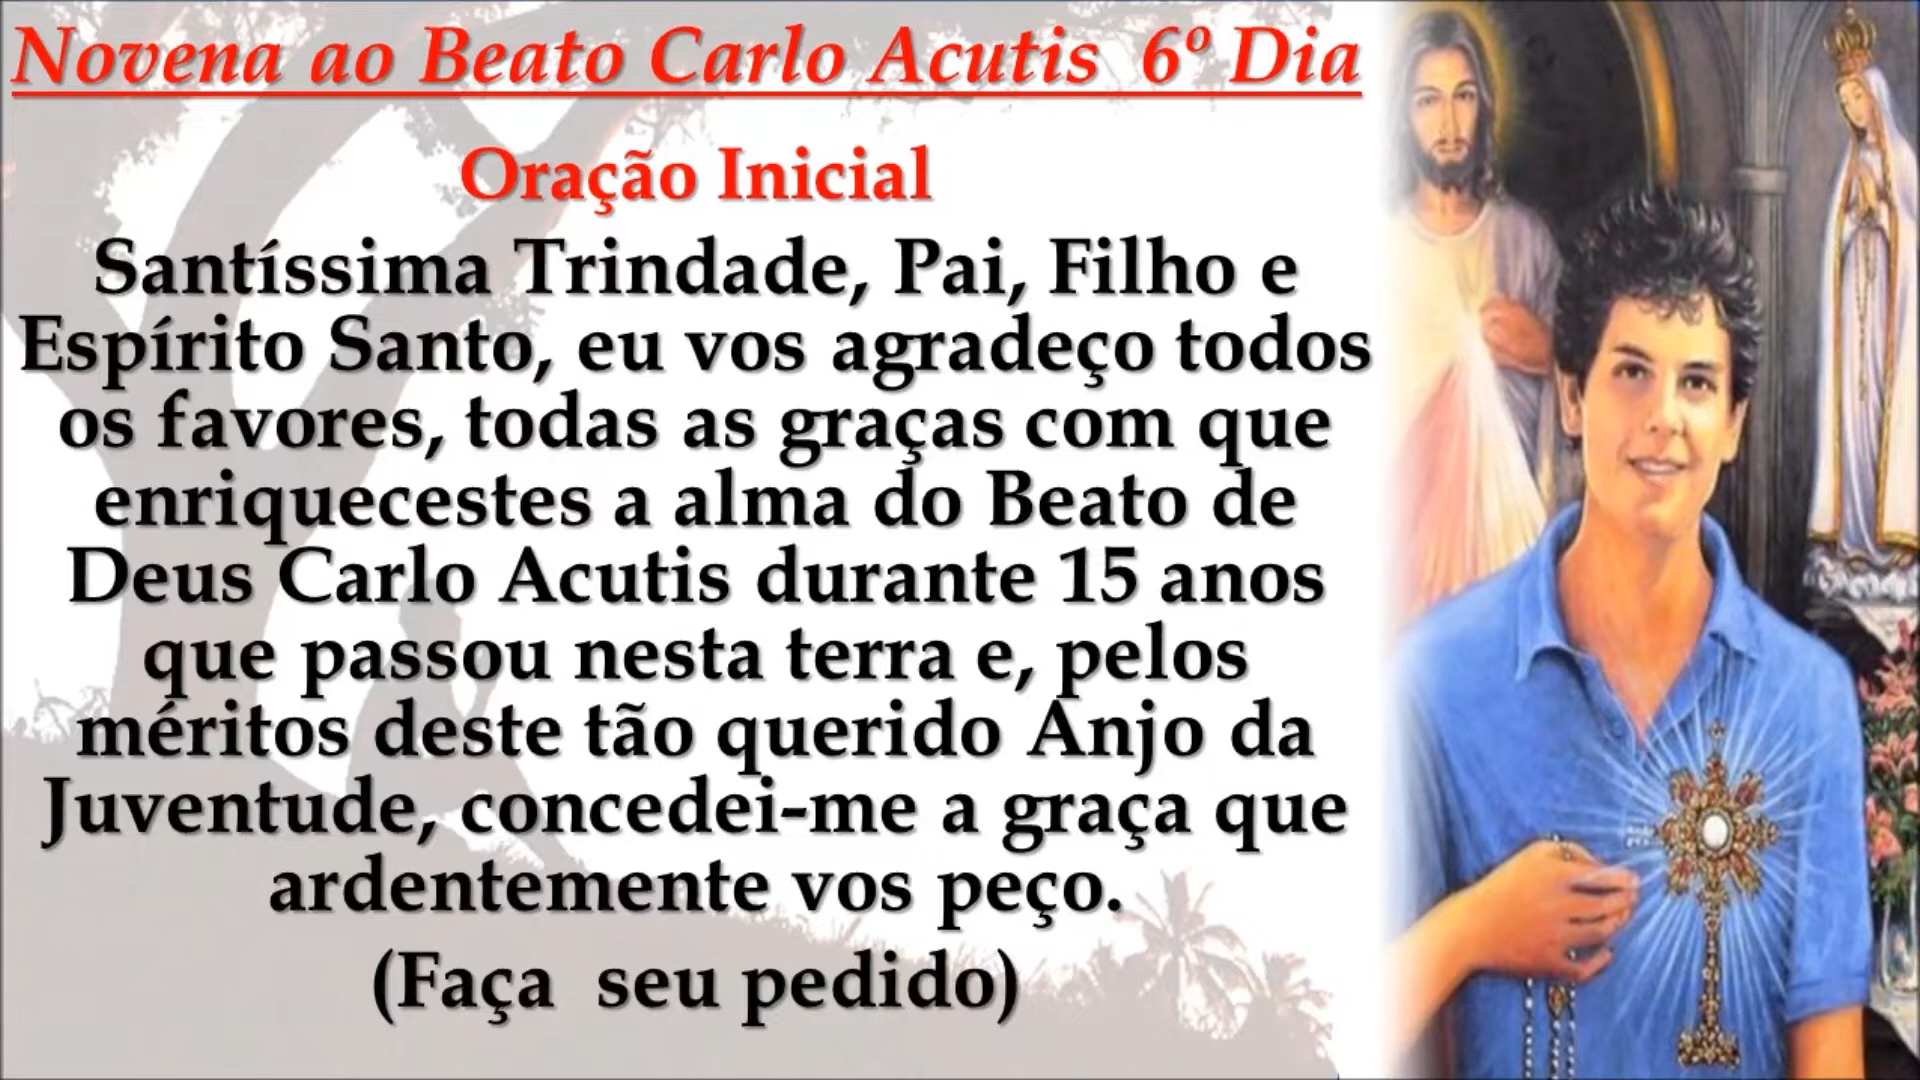 Novena ao Beato Carlo Acutis 6º Dia
Oração Inicial
Santíssima Trindade, Pai, Filho e
Espírito Santo, eu vos agradeço todos
os favores, todas as graças com que
enriquecestes a alma do Beato de
Deus Carlo Acutis durante 15 anos
que passou nesta terra e, pelos
méritos deste tão querido Anjo da
Juventude, concedei-me a graça que
ardentemente vos peço.
(Faça seu pedido)